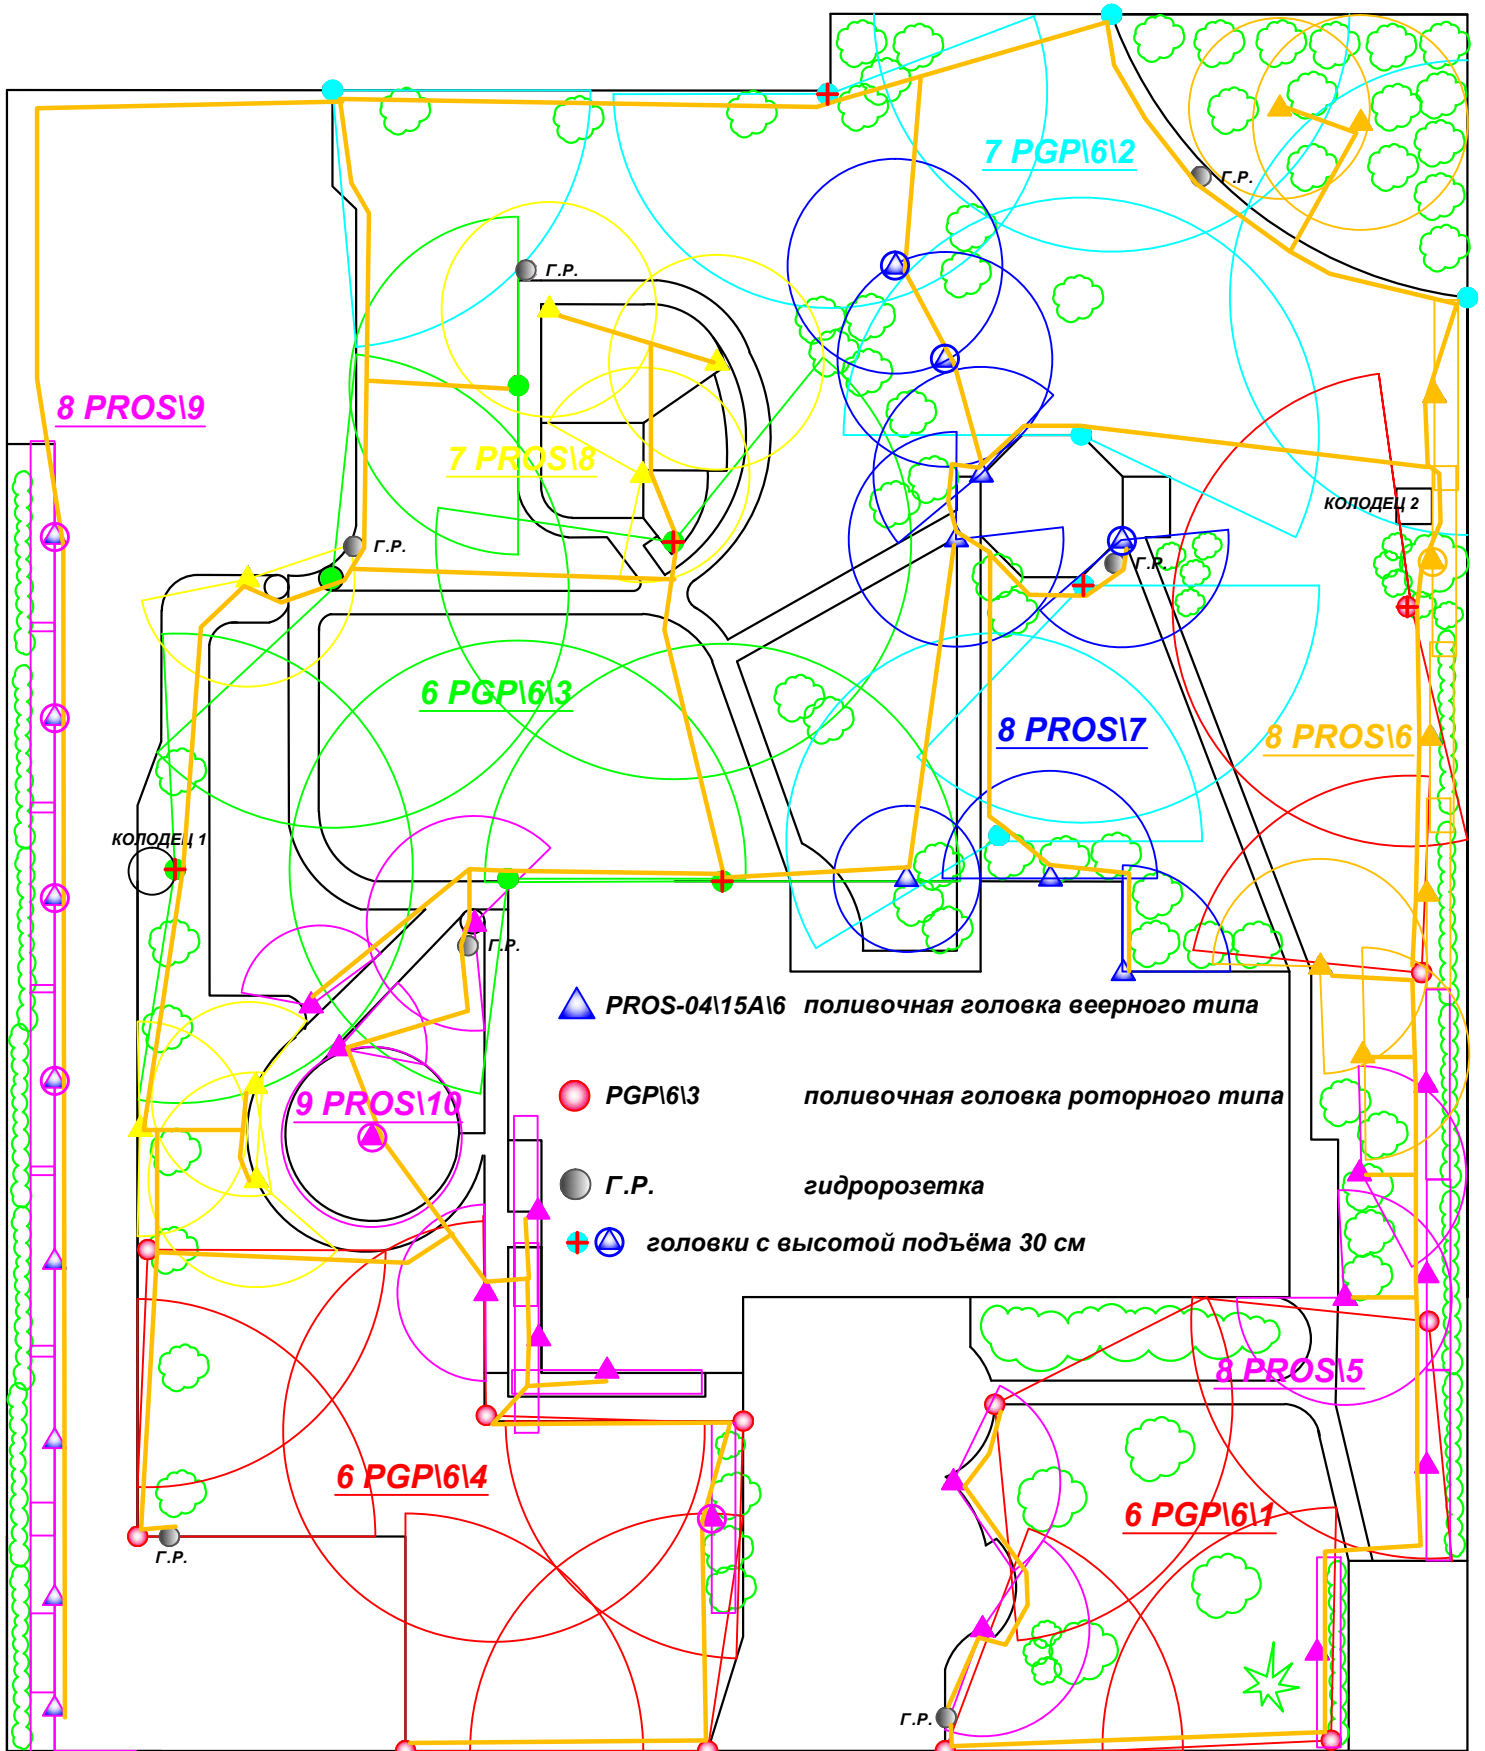 7 PGP\6\2
Г.Р.
Г.Р.
8 PROS\9
7 PROS\8
КОЛОДЕЦ 2
Г.Р.
Г.Р.
6 PGP\6\3
8 PROS\7
8 PROS\6
КОЛОДЕЦ 1
Г.Р.
PROS-04\15A\6 поливочная головка веерного типа
PGP\6\3 поливочная головка роторного типа
9 PROS\10
Г.Р. гидророзетка
головки с высотой подъёма 30 см
8 PROS\5
6 PGP\6\4
6 PGP\6\1
Г.Р.
Г.Р.